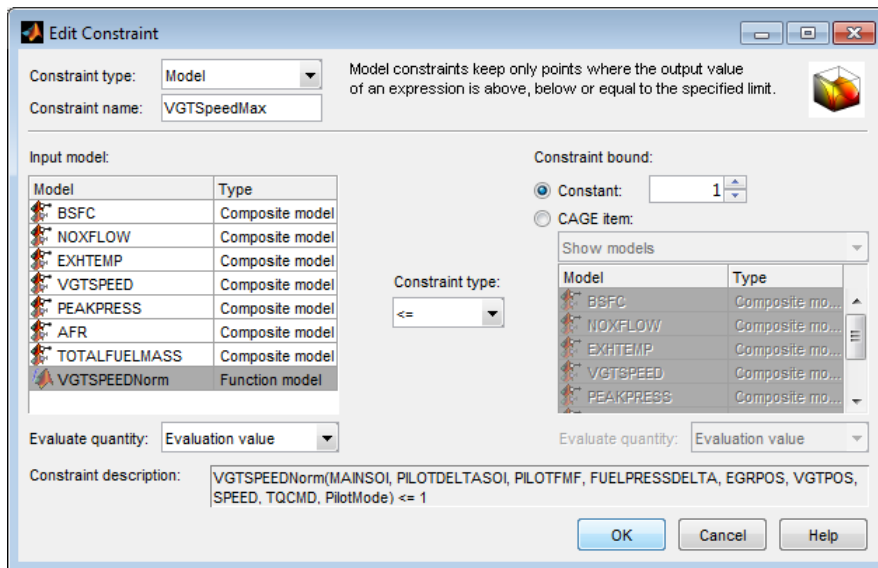 Edit Constraint
Constraint type: Model
Constraint name: VGTSpeedMax
Model constraints keep only points where the output value
of an expression is above, below or equal to the specified limit.
Input model:
Model Type
BSFC Composite model
NOXFLOW Composite model
EXHTEMP Composite model
VGTSPEED Composite model
PEAKPRESS Composite model
AFR Composite model
TOTALFUELMASS Composite model
VGTSPEEDNorm Function model
Evaluate quantity: Evaluation value
Constraint type:
<=
Constraint bound:
Constant: 1
CAGE item:
Show models
Model Type
BSFC Composite mo...
NOXFLOW Composite mo...
EXHTEMP Composite mo...
VGTSPEED Composite mo...
PEAKPRESS Composite mo...
Evaluate quantity: Evaluation value
Constraint description: VGTSPEEDNorm(MAINSOI, PILOTDELTASOI, PILOTFMF, FUELPRESSDELTA, EGRPOS, VGTPOS,
SPEED, TQCMD, PilotMode) <= 1
OK Cancel Help